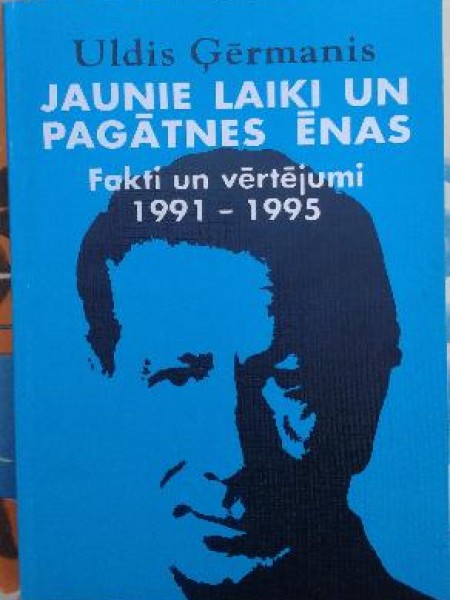 Uldis Ģērmanis
JAUNIE LAIKI UN
PAGĀTNES ĒNAS
Fakti un vērtējumi
1991 - 1995